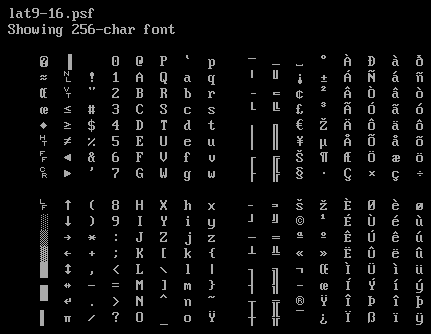 lat9-16.psf
Showing 256-char font
� ▌ 0 @ P ` p ° À Ð à ð
≈ ␤ ! 1 A Q a q ╵ ╨ ¡ ± Á Ñ á ñ
Œ ␋ " 2 B R b r ╶ ═ ¢ ² Â Ò â ò
œ ≤ # 3 C S c s └ ╚ £ ³ Ã Ó ã ó
◆ ≥ $ 4 D T d t € Ž Ä Ô ä ô
␉ ≠ % 5 E U e u │ ║ ¥ µ Å Õ å õ
␌ ◀ & 6 F V f v ┌ ╔ Š ¶ Æ Ö æ ö
␍ ▶ ' 7 G W g w ├ ╠ § · Ç × ç ÷
␊ ↑ ( 8 H X h x ╴ ═ š ž È Ø è ø
░ ↓ ) 9 I Y i y ┘ ╝ © ¹ É Ù é ù
▒ → * : J Z j z ─ ═ ª º Ê Ú ê ú
▓ ← + ; K [ k { ┴ ╩ « » Ë Û ë û
█ ↕ , < L \ l | ┐ ╗ ¬ Œ Ì Ü ì ü
▄ ↔ - = M ] m } ┤ ╣ - œ Í Ý í ý
▀ ↵ . > N ^ n ~ ┬ ╦ ® Ÿ Î Þ î þ
▐ π / ? O _ o Ÿ ┼ ╬ ¯ ¿ Ï ß ï ÿ